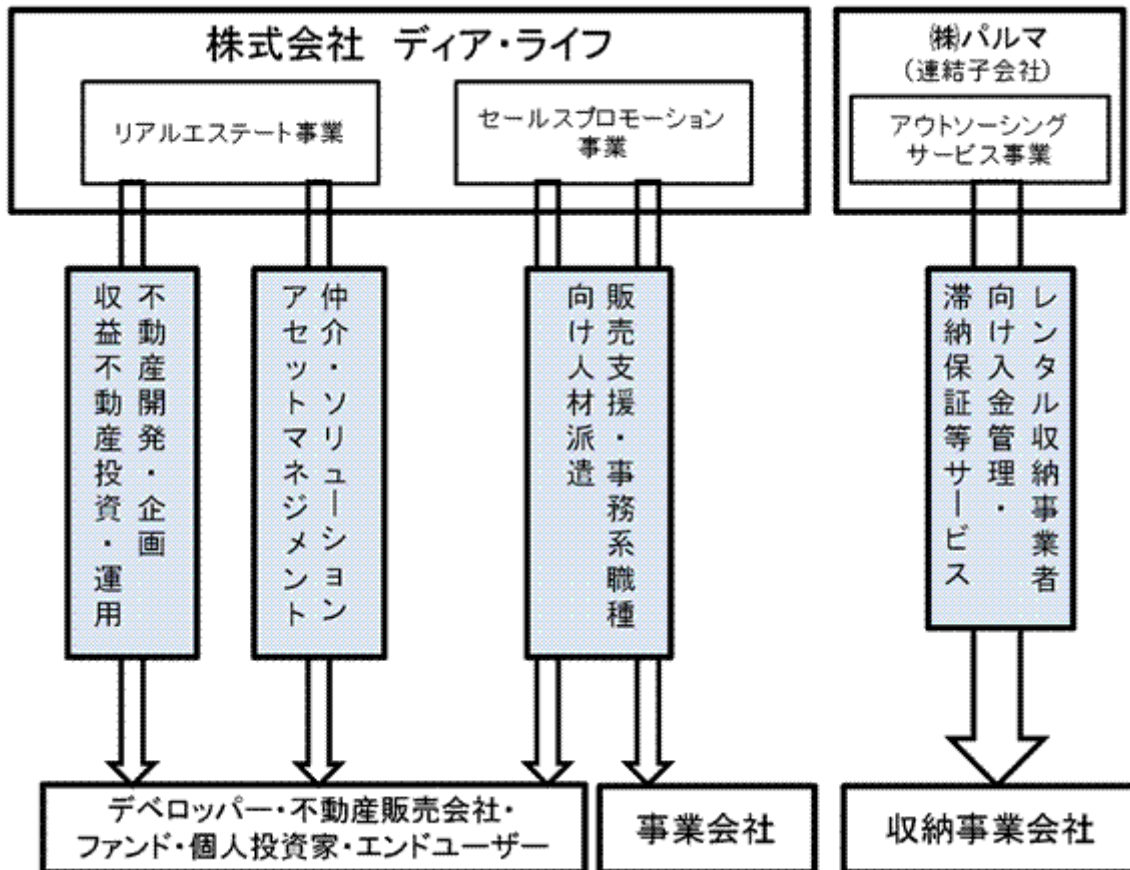 株式会社 ディア・ライフ
リアルエステート事業
セールスプロモーション
事業
㈱パルマ
(連結子会社)
アウトソーシング
サービス事業
不動産開発・企画
収益不動産投資・運用
仲介・ソリューション
アセットマネジメント
販売支援・事務系職種
向け人材派遣
レンタル収納事業者
向け入金管理・
滞納保証等サービス
デベロッパー・不動産販売会社・
ファンド・個人投資家・エンドユーザー
事業会社
収納事業会社